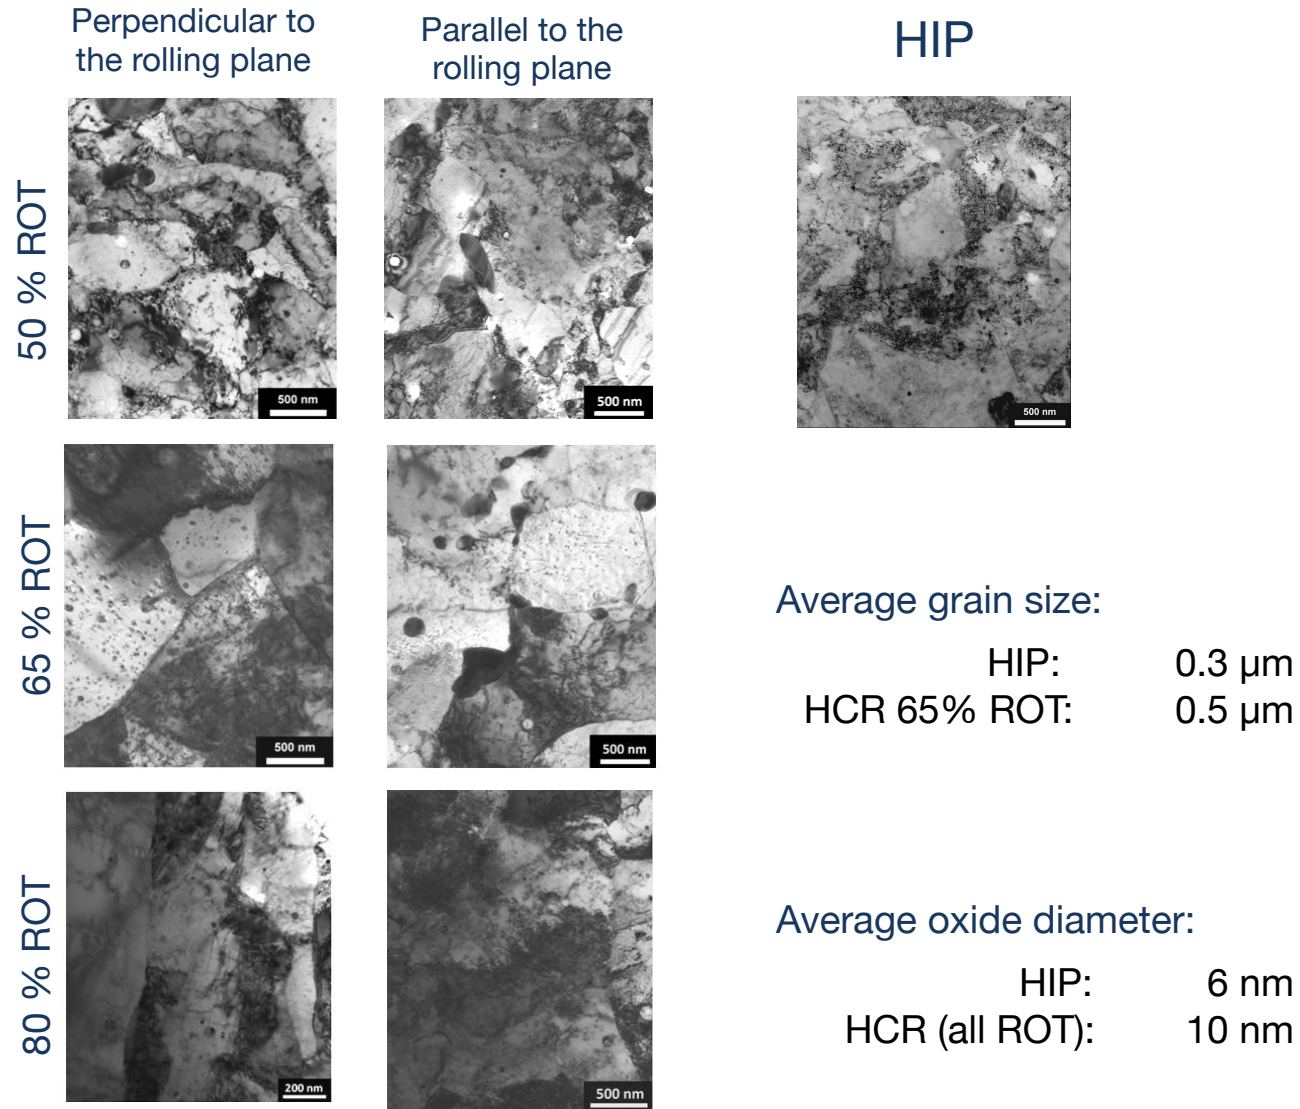 Perpendicular to
the rolling plane
Parallel to the
rolling plane
HIP
50 % ROT
500 nm
500 nm
500 nm
65 % ROT
500 nm
500 nm
Average grain size:
HIP: 0.3 µm
HCR 65% ROT: 0.5 µm
80 % ROT
200 nm
500 nm
Average oxide diameter:
HIP: 6 nm
HCR (all ROT): 10 nm